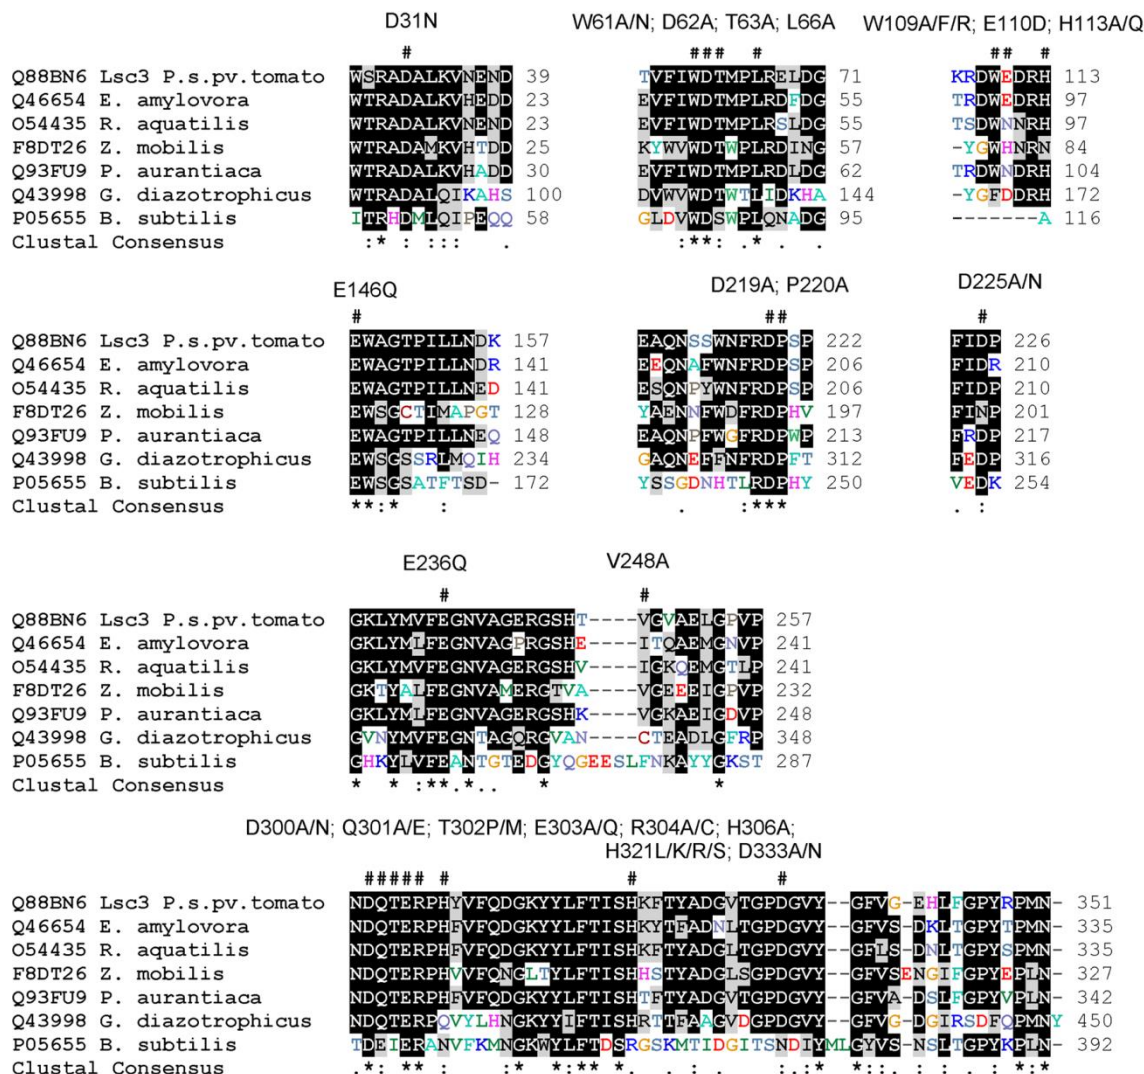 D31N W61A/N; D62A; T63A; L66A W109A/F/R; E110D; H113A/Q
# ### # ## #
Q88BN6 Lsc3 P.s.pv.tomato WSRADALKVNEND 39 TVFIWDTMPLRELDG 71 KRDWEDRH 113
Q46654 E. amylovora WTRADALKVHEDD 23 EVFIWDTMPLRDFDG 55 TRDWEDRH 97
O54435 R. aquatilis WTRADALKVHEDD 23 EVFIWDTMPLRSLDG 55 TSDWNNRH 97
F8DT26 Z. mobilis WTRADAMKVHTDD 25 KYWVWDTWPLRDING 57 -YGWHNRN 84
Q93FU9 P. aurantiaca WTRADALKVHADD 30 EVFIWDTMPLRDLDG 62 TRDWNDRH 104
Q43998 G. diazotrophicus WTRADALQIKAHS 100 DVWVWDTWTLIDKHA 144 -YGFDDRH 172
P05655 B. subtilis ITRHDMLQIPEQQ 58 GLDVWDSWPLQNADG 95 -------A 116
Clustal Consensus :* : ::: . :**: * . .
E146Q D219A; P220A D225A/N
# ## #
Q88BN6 Lsc3 P.s.pv.tomato EWAGTPILLNDK 157 EAQNSSWNFRDPSP 222 FIDP 226
Q46654 E. amylovora EWAGTPILLNDR 141 EEQNAFWNFRDPSP 206 FIDR 210
O54435 R. aquatilis EWAGTPILLNED 141 ESQNPYWNFRDPSP 206 FIDP 210
F8DT26 Z. mobilis EWSGCTIMAPGT 128 YAENNFWDFRDPHV 197 FINP 201
Q93FU9 P. aurantiaca EWAGTPILLNEQ 148 EAQNPFWGFRDPWP 213 FRDP 217
Q43998 G. diazotrophicus EWSGSSRLMQIH 234 GAQNEFFNFRDPFT 312 FEDP 316
P05655 B. subtilis EWSGSATFTSD- 172 YSSGDNHTLRDPHY 250 VEDK 254
Clustal Consensus **:* : . :*** . :
E236Q V248A
# #
Q88BN6 Lsc3 P.s.pv.tomato GKLYMVFEGNVAGERGSHT----VGVAELGPVP 257
Q46654 E. amylovora GKLYMLFEGNVAGPRGSHE----ITQAEMGNVP 241
O54435 R. aquatilis GKLYMVFEGNVAGERGSHV----IGKQEMGTLP 241
F8DT26 Z. mobilis GKTYALFEGNVAMERGTVA----VGEEEIGPVP 232
Q93FU9 P. aurantiaca GKLYMLFEGNVAGERGSHK----VGKAEIGDVP 248
Q43998 G. diazotrophicus GVNYMVFEGNTAGQRGVAN----CTEADLGFRP 348
P05655 B. subtilis GHKYLVFEANTGTEDGYQGEESLFNKAYYGKST 287
Clustal Consensus * * :**.*.. * *
D300A/N; Q301A/E; T302P/M; E303A/Q; R304A/C; H306A;
H321L/K/R/S; D333A/N
##### # # #
Q88BN6 Lsc3 P.s.pv.tomato NDQTERPHYVFQDGKYYLFTISHKFTYADGVTGPDGVY--GFVG-EHLFGPYRPMN- 351
Q46654 E. amylovora NDQTERPHFVFQDGKYYLFTISHKYTFADNLTGPDGVY--GFVS-DKLTGPYTPMN- 335
O54435 R. aquatilis NDQTERPHFVFQDGKYYLFTISHKFTYADGLTGPDGVY--GFLS-DNLTGPYSPMN- 335
F8DT26 Z. mobilis NDQTERPHVVFQNGLTYLFTISHHSTYADGLSGPDGVY--GFVSENGIFGPYEPLN- 327
Q93FU9 P. aurantiaca NDQTERPHFVFQDGKYYLFTISHTFTYADGVTGPDGVY--GFVA-DSLFGPYVPLN- 342
Q43998 G. diazotrophicus NDQTERPQVYLHNGKYYIFTISHRTTFAAGVDGPDGVY--GFVG-DGIRSDFQPMNY 450
P05655 B. subtilis TDEIERANVFKMNGKWYLFTDSRGSKMTIDGITSNDIYMLGYVS-NSLTGPYKPLN- 392
Clustal Consensus .*: **.: :* *:** *: . : . .:.:* *::. : : . : *:*